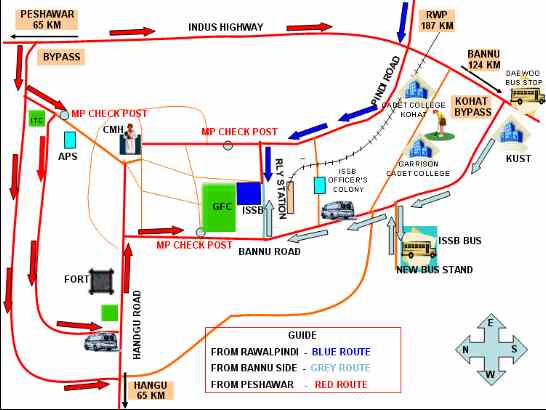 PESHAWAR
65 KM
INDUS HIGHWAY
RWP
187 KM
BYPASS
BANNU
124 KM
DAEWOO
BUS STOP
PINDI ROAD
MP CHECK POST
CMH
MP CHECK POST
CADET COLLEGE
KOHAT
KOHAT
BYPASS
ITC
APS
RLY STATION
ISSB
OFFICER'S
COLONY
GARRISON
CADET COLLEGE
KUST
GFC
ISSB
MP CHECK POST
BANNU ROAD
ISSB BUS
NEW BUS STAND
FORT
HANDGU ROAD
GUIDE
FROM RAWALPINDI - BLUE ROUTE
FROM BANNU SIDE - GREY ROUTE
FROM PESHAWAR - RED ROUTE
E
N S
W
HANGU
65 KM